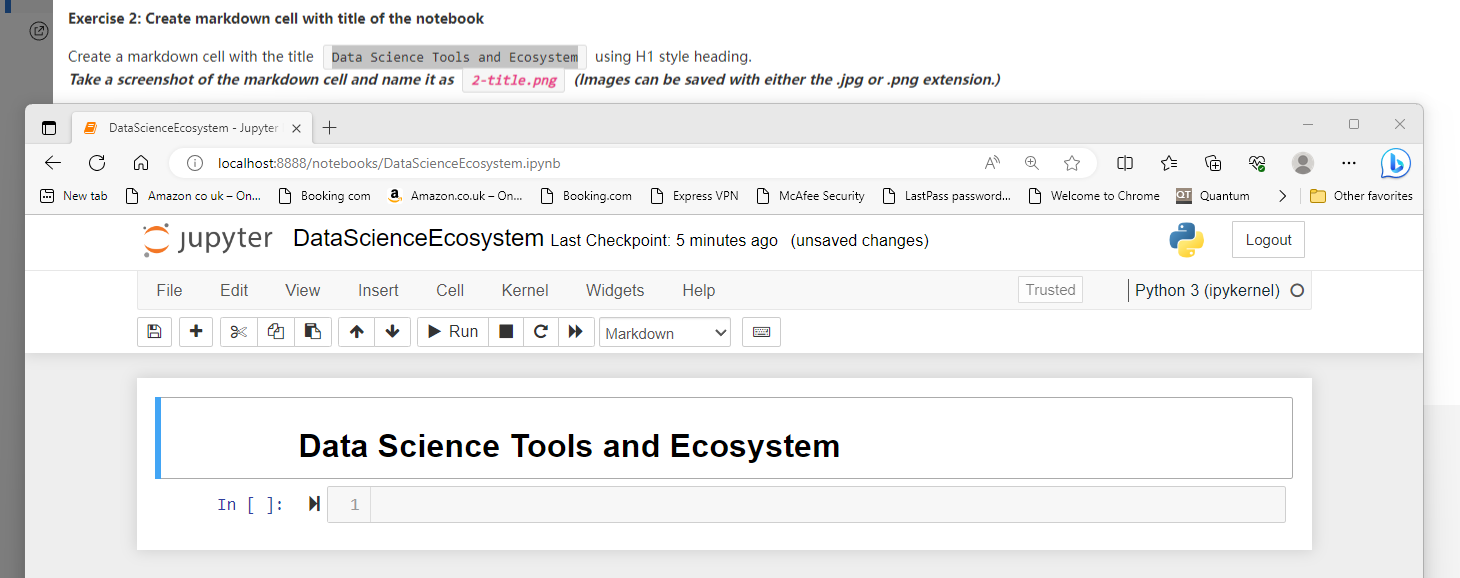 Exercise 2: Create markdown cell with title of the notebook
Create a markdown cell with the title Data Science Tools and Ecosystem using H1 style heading.
Take a screenshot of the markdown cell and name it as 2-title.png (Images can be saved with either the .jpg or .png extension.)
DataScienceEcosystem - Jupyter
localhost:8888/notebooks/DataScienceEcosystem.ipynb
New tab Amazon co uk – On... Booking com Amazon.co.uk – On... Booking.com Express VPN McAfee Security LastPass password... Welcome to Chrome QT Quantum Other favorites
jupyter DataScienceEcosystem Last Checkpoint: 5 minutes ago (unsaved changes) Logout
File Edit View Insert Cell Kernel Widgets Help Trusted Python 3 (ipykernel)
Run Markdown
Data Science Tools and Ecosystem
In [ ]: 1